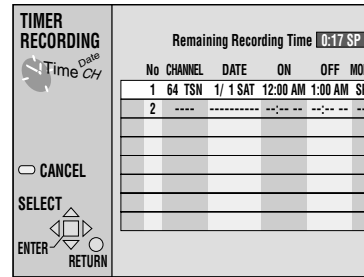 TIMER
RECORDING
Time Date CH
Remaining Recording Time 0:17 SP
No CHANNEL DATE ON OFF MO
1 64 TSN 1/ 1 SAT 12:00 AM 1:00 AM S
2 ---- ---------- --:-- -- --:-- -- --
CANCEL
SELECT
ENTER
RETURN